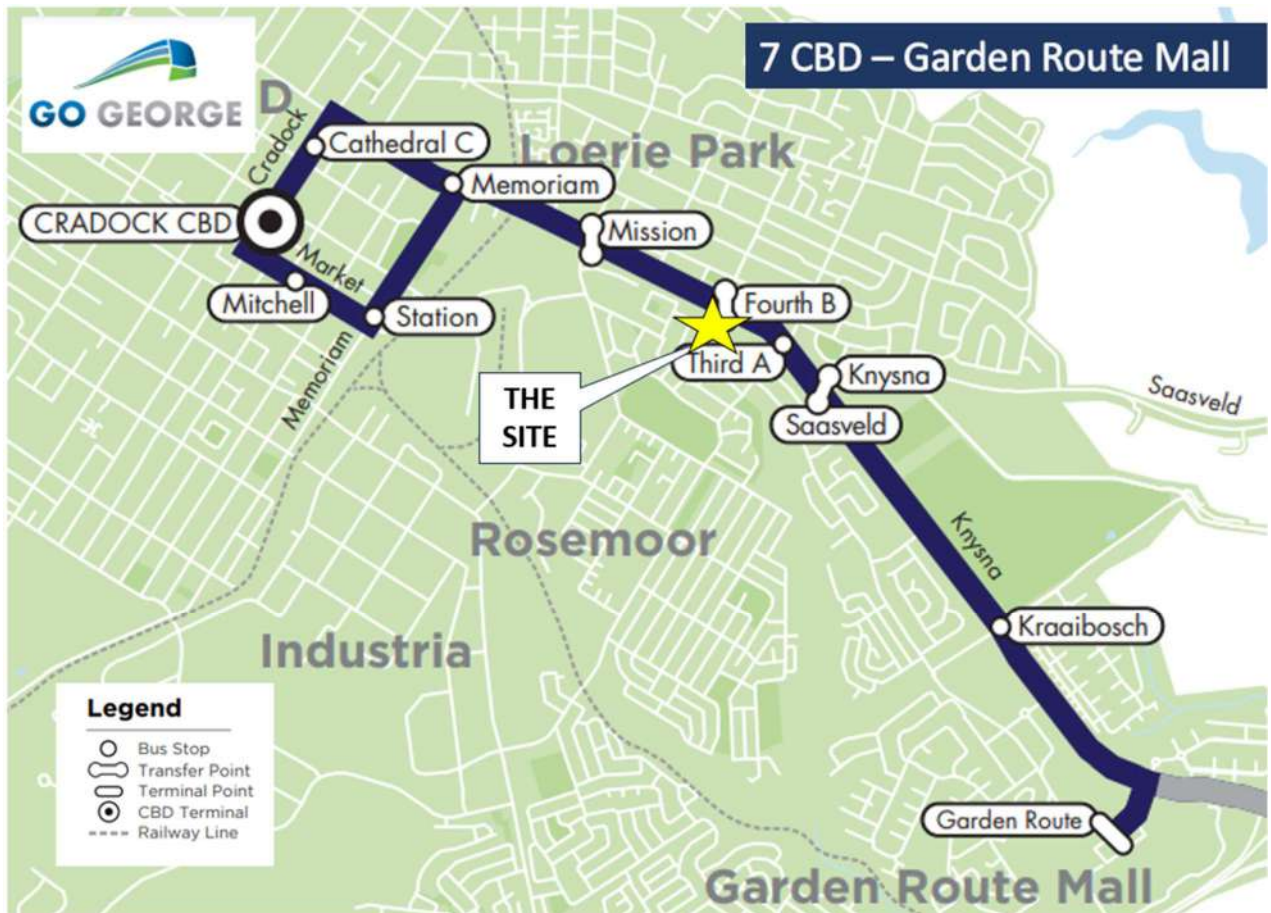 7 CBD – Garden Route Mall
GO GEORGE
D
Cradock
Cathedral C
Loerie Park
Memoriam
CRADOCK CBD
Mission
Market
Mitchell
Station
Fourth B
Third A
Knysna
Saasveld
Saasveld
Memoriam
THE
SITE
Rosemoor
Knysna
Industria
Kraaibosch
Legend
Bus Stop
Transfer Point
Terminal Point
CBD Terminal
Railway Line
Garden Route
Garden Route Mall